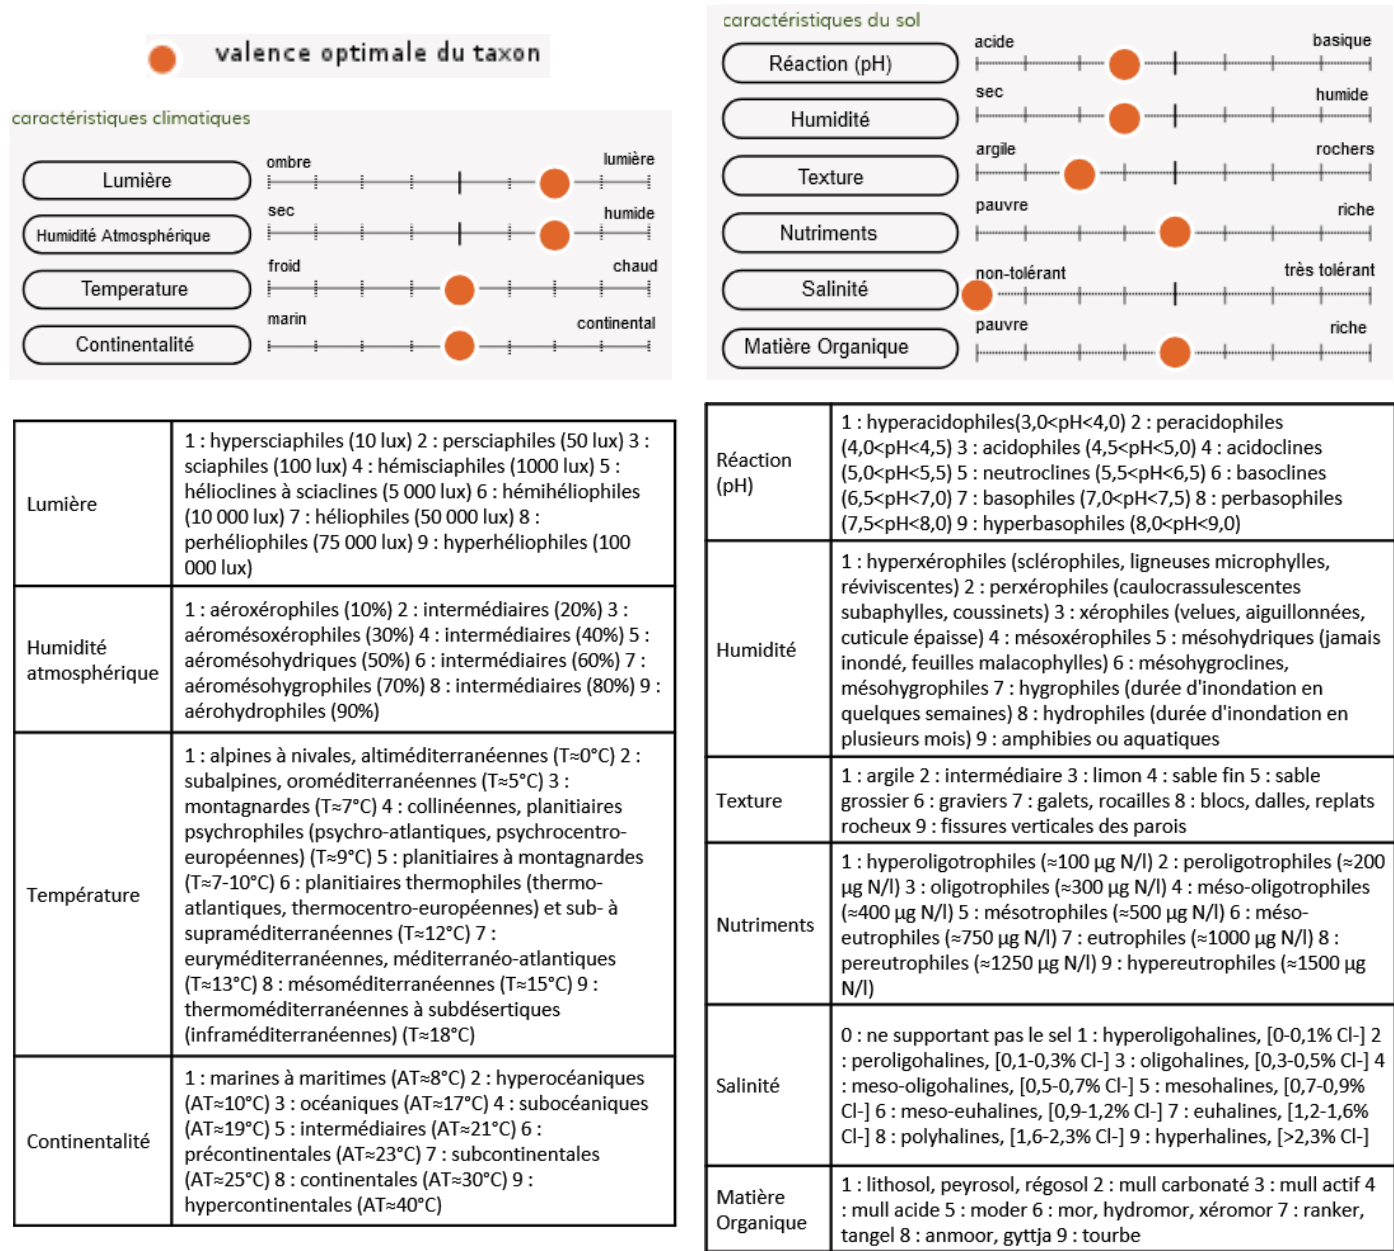 valence optimale du taxon
caractéristiques climatiques
ombre
lumière
Lumière
sec
humide
Humidité Atmosphérique
froid
chaud
Temperature
marin
continental
Continentalité
caractéristiques du sol
acide
basique
Réaction (pH)
sec
humide
Humidité
argile
rochers
Texture
pauvre
riche
Nutriments
non-tolérant
très tolérant
Salinité
pauvre
riche
Matière Organique
Lumière
1 : hypersciaphiles (10 lux) 2 : persciaphiles (50 lux) 3 :
sciaphiles (100 lux) 4 : hémisciaphiles (1000 lux) 5 :
hélioclines à sciaclines (5 000 lux) 6 : hémihéliophiles
(10 000 lux) 7 : héliophiles (50 000 lux) 8 :
perhéliophiles (75 000 lux) 9 : hyperhéliophiles (100
000 lux)
Humidité
atmosphérique
1 : aéroxérophiles (10%) 2 : intermédiaires (20%) 3 :
aéromésoxérophiles (30%) 4 : intermédiaires (40%) 5 :
aéromésohydriques (50%) 6 : intermédiaires (60%) 7 :
aéromésohygrophiles (70%) 8 : intermédiaires (80%) 9 :
aérohydrophiles (90%)
Température
1 : alpines à nivales, altiméditerranéennes (T≈0°C) 2 :
subalpines, oroméditerranéennes (T≈5°C) 3 :
montagnardes (T≈7°C) 4 : collinéennes, planitiaires
psychrophiles (psychro-atlantiques, psychrocentro-
européennes) (T≈9°C) 5 : planitiaires à montagnardes
(T≈7-10°C) 6 : planitiaires thermophiles (thermo-
atlantiques, thermocentro-européennes) et sub- à
supraméditerranéennes (T≈12°C) 7 :
euryméditerranéennes, méditerranéo-atlantiques
(T≈13°C) 8 : mésoméditerranéennes (T≈15°C) 9 :
thermoméditerranéennes à subdésertiques
(inframéditerranéennes) (T≈18°C)
Continentalité
1 : marines à maritimes (AT≈8°C) 2 : hyperocéaniques
(AT≈10°C) 3 : océaniques (AT≈17°C) 4 : subocéaniques
(AT≈19°C) 5 : intermédiaires (AT≈21°C) 6 :
précontinentales (AT≈23°C) 7 : subcontinentales
(AT≈25°C) 8 : continentales (AT≈30°C) 9 :
hypercontinentales (AT≈40°C)
Réaction
(pH)
1 : hyperacidophiles(3,0<pH<4,0) 2 : peracidophiles
(4,0<pH<4,5) 3 : acidophiles (4,5<pH<5,0) 4 : acidoclines
(5,0<pH<5,5) 5 : neutroclines (5,5<pH<6,5) 6 : basoclines
(6,5<pH<7,0) 7 : basophiles (7,0<pH<7,5) 8 : perbasophiles
(7,5<pH<8,0) 9 : hyperbasophiles (8,0<pH<9,0)
Humidité
1 : hyperxérophiles (sclérophiles, ligneuses microphylles,
réviviscentes) 2 : perxérophiles (caulocrassulescentes
subaphylles, coussinets) 3 : xérophiles (velues, aiguillonnées,
cuticule épaisse) 4 : mésoxérophiles 5 : mésohydriques (jamais
inondé, feuilles malacophylles) 6 : mésohygroclines,
mésohygrophiles 7 : hygrophiles (durée d'inondation en
quelques semaines) 8 : hydrophiles (durée d'inondation en
plusieurs mois) 9 : amphibies ou aquatiques
Texture
1 : argile 2 : intermédiaire 3 : limon 4 : sable fin 5 : sable
grossier 6 : graviers 7 : galets, rocailles 8 : blocs, dalles, replats
rocheux 9 : fissures verticales des parois
Nutriments
1 : hyperoligotrophiles (≈100 µg N/l) 2 : peroligotrophiles (≈200
µg N/l) 3 : oligotrophiles (≈300 µg N/l) 4 : méso-oligotrophiles
(≈400 µg N/l) 5 : mésotrophiles (≈500 µg N/l) 6 : méso-
eutrophiles (≈750 µg N/l) 7 : eutrophiles (≈1000 µg N/l) 8 :
pereutrophiles (≈1250 µg N/l) 9 : hypereutrophiles (≈1500 µg
N/l)
Salinité
0 : ne supportant pas le sel 1 : hyperoligohalines, [0-0,1% Cl-] 2
: peroligohalines, [0,1-0,3% Cl-] 3 : oligohalines, [0,3-0,5% Cl-] 4
: meso-oligohalines, [0,5-0,7% Cl-] 5 : mesohalines, [0,7-0,9%
Cl-] 6 : meso-euhalines, [0,9-1,2% Cl-] 7 : euhalines, [1,2-1,6%
Cl-] 8 : polyhalines, [1,6-2,3% Cl-] 9 : hyperhalines, [>2,3% Cl-]
Matière
Organique
1 : lithosol, peyrosol, régosol 2 : mull carbonaté 3 : mull actif 4
: mull acide 5 : moder 6 : mor, hydromor, xéromor 7 : ranker,
tangel 8 : anmoor, gyttja 9 : tourbe